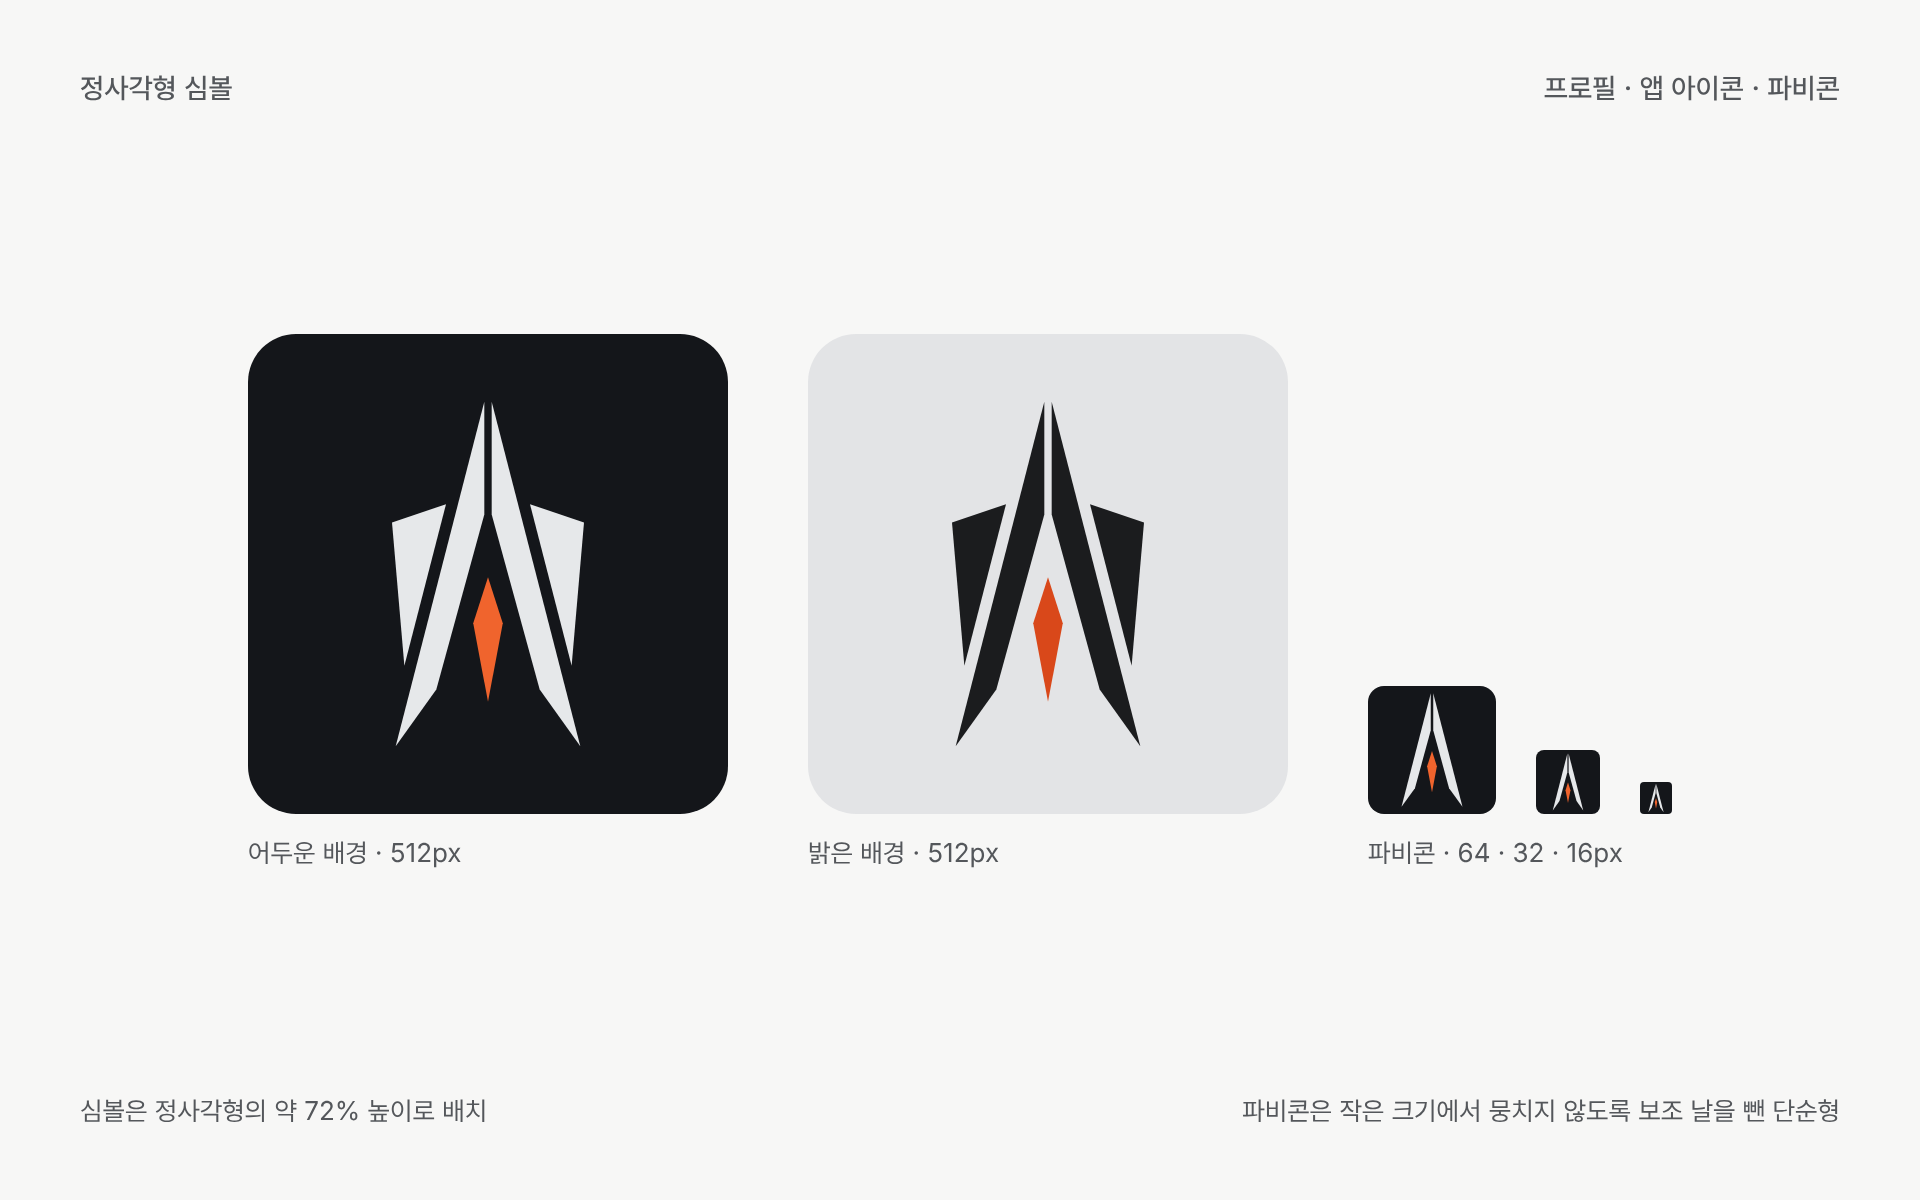 정사각형 심볼
프로필 · 앱 아이콘 · 파비콘
어두운 배경 · 512px
밝은 배경 · 512px
파비콘 · 64 · 32 · 16px
심볼은 정사각형의 약 72% 높이로 배치
파비콘은 작은 크기에서 뭉치지 않도록 보조 날을 뺀 단순형